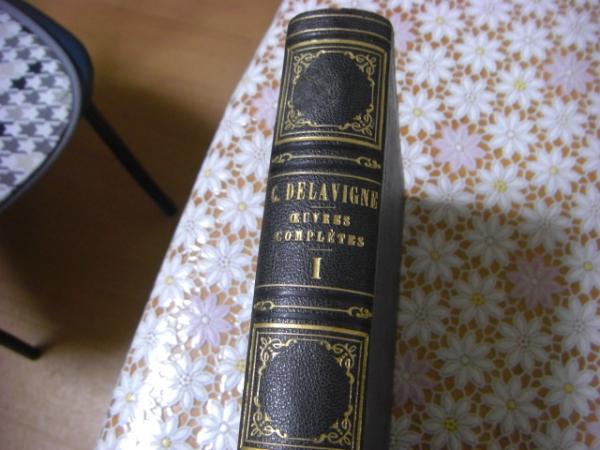 C. DELAVIGNE
ŒUVRES
COMPLÈTES
I